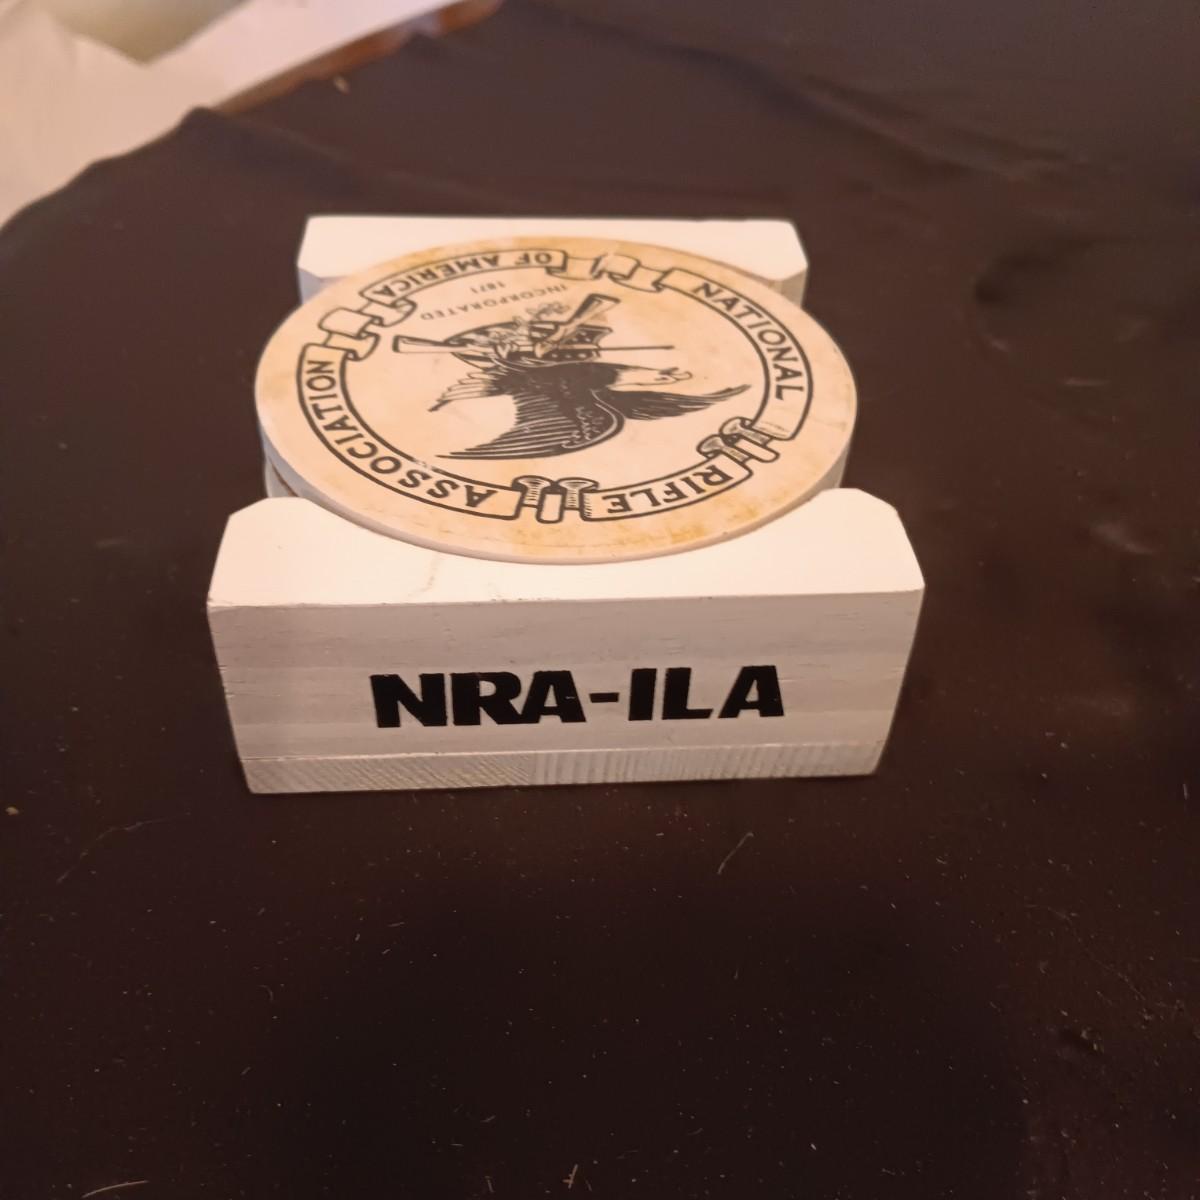 NATIONAL
RIFLE
ASSOCIATION
OF AMERICA
INCORPORATED
1871
NRA-ILA